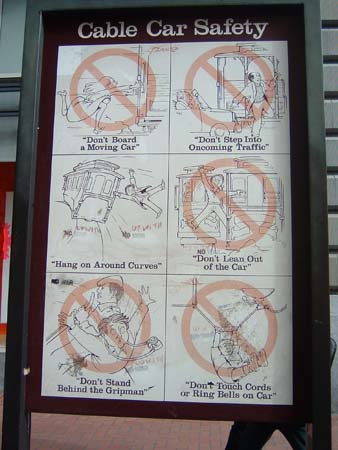 Cable Car Safety
"Don't Board
a Moving Car"
"Don't Step Into
Oncoming Traffic"
"Hang on Around Curves"
"Don't Lean Out
of the Car"
"Don't Stand
Behind the Gripman"
"Don't Touch Cords
or Ring Bells on Car"